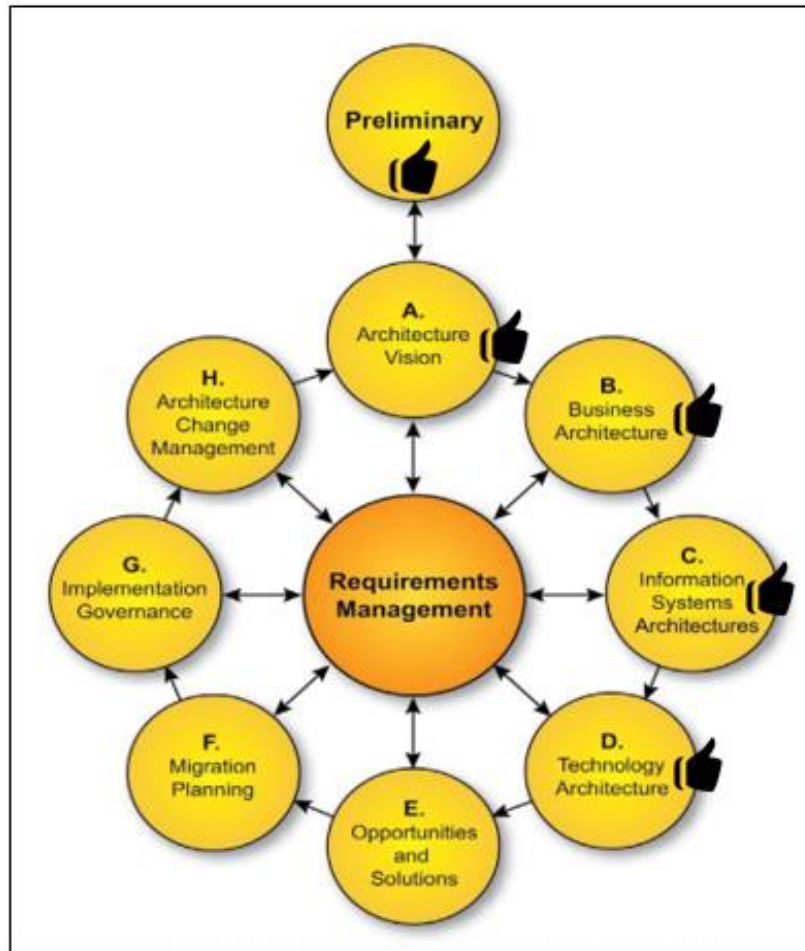 Preliminary
A.
Architecture
Vision
B.
Business
Architecture
C.
Information
Systems
Architectures
D.
Technology
Architecture
E.
Opportunities
and
Solutions
F.
Migration
Planning
G.
Implementation
Governance
H.
Architecture
Change
Management
Requirements
Management